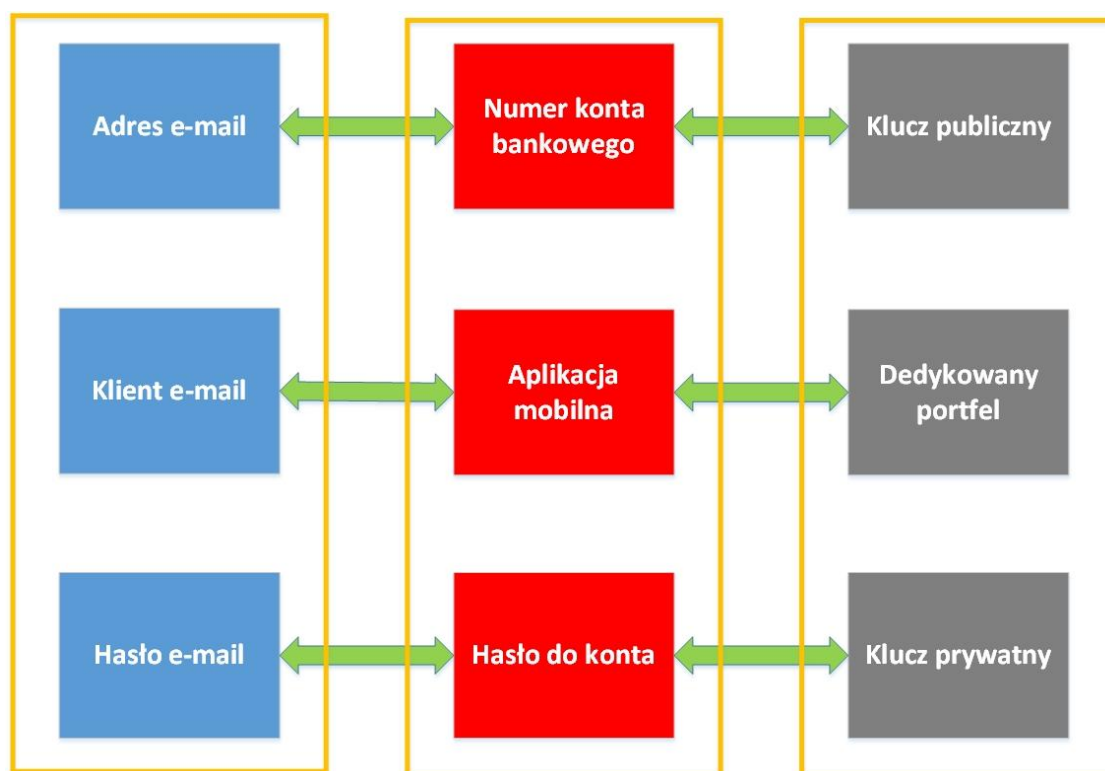 Adres e-mail
Numer konta
bankowego
Klucz publiczny
Klient e-mail
Aplikacja
mobilna
Dedykowany
portfel
Hasło e-mail
Hasło do konta
Klucz prywatny